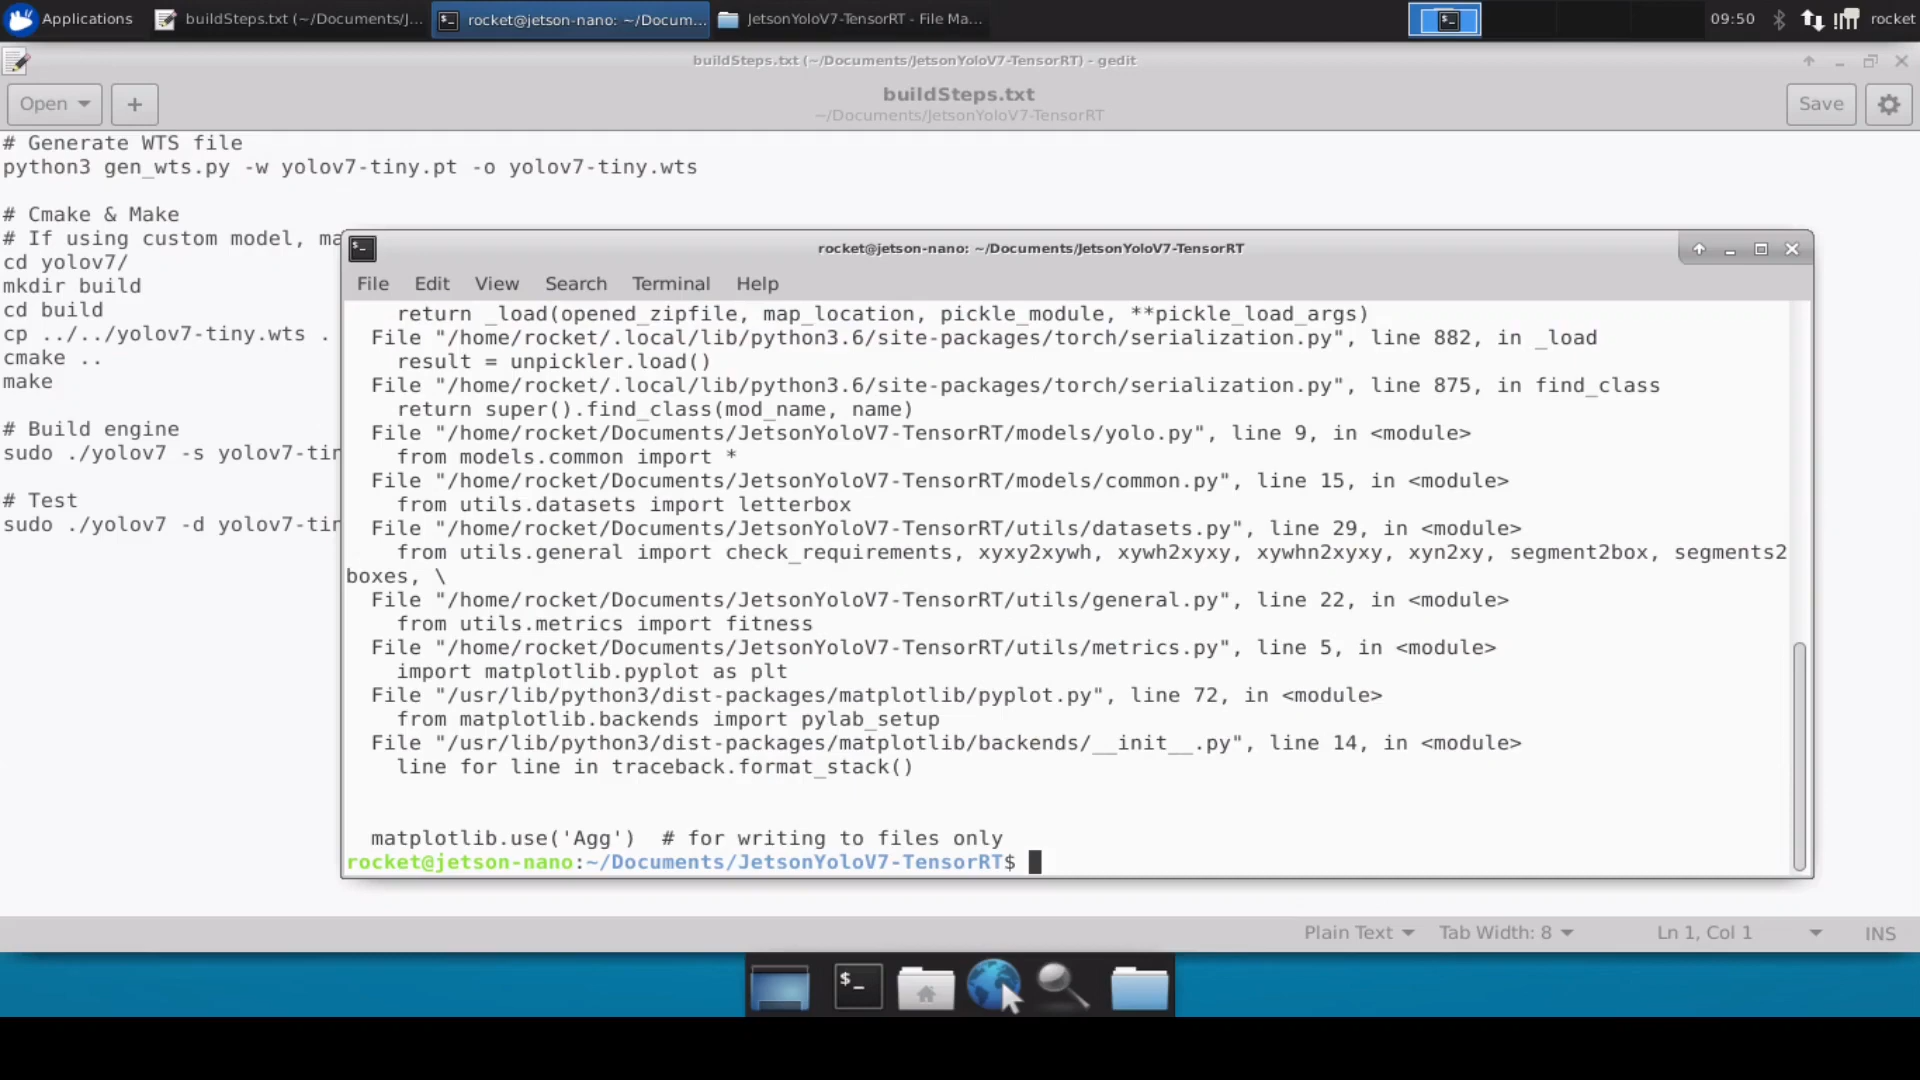 Applications
buildSteps.txt (~/Documents/J...
rocket@jetson-nano: ~/Docum...
JetsonYoloV7-TensorRT - File Ma...
09:50
rocket
buildSteps.txt (~/Documents/JetsonYoloV7-TensorRT) - gedit
Open
+
buildSteps.txt
~/Documents/JetsonYoloV7-TensorRT
Save
# Generate WTS file
python3 gen_wts.py -w yolov7-tiny.pt -o yolov7-tiny.wts
# Cmake & Make
# If using custom model, ma
cd yolov7/
mkdir build
cd build
cp ../../yolov7-tiny.wts .
cmake ..
make
# Build engine
sudo ./yolov7 -s yolov7-tin
# Test
sudo ./yolov7 -d yolov7-tin
rocket@jetson-nano: ~/Documents/JetsonYoloV7-TensorRT
File Edit View Search Terminal Help
return _load(opened_zipfile, map_location, pickle_module, **pickle_load_args)
File "/home/rocket/.local/lib/python3.6/site-packages/torch/serialization.py", line 882, in _load
result = unpickler.load()
File "/home/rocket/.local/lib/python3.6/site-packages/torch/serialization.py", line 875, in find_class
return super().find_class(mod_name, name)
File "/home/rocket/Documents/JetsonYoloV7-TensorRT/models/yolo.py", line 9, in <module>
from models.common import *
File "/home/rocket/Documents/JetsonYoloV7-TensorRT/models/common.py", line 15, in <module>
from utils.datasets import letterbox
File "/home/rocket/Documents/JetsonYoloV7-TensorRT/utils/datasets.py", line 29, in <module>
from utils.general import check_requirements, xyxy2xywh, xywh2xyxy, xywhn2xyxy, xyn2xy, segment2box, segments2
boxes, \
File "/home/rocket/Documents/JetsonYoloV7-TensorRT/utils/general.py", line 22, in <module>
from utils.metrics import fitness
File "/home/rocket/Documents/JetsonYoloV7-TensorRT/utils/metrics.py", line 5, in <module>
import matplotlib.pyplot as plt
File "/usr/lib/python3/dist-packages/matplotlib/pyplot.py", line 72, in <module>
from matplotlib.backends import pylab_setup
File "/usr/lib/python3/dist-packages/matplotlib/backends/__init__.py", line 14, in <module>
line for line in traceback.format_stack()
matplotlib.use('Agg')  # for writing to files only
rocket@jetson-nano:~/Documents/JetsonYoloV7-TensorRT$
Plain Text
Tab Width: 8
Ln 1, Col 1
INS
$_